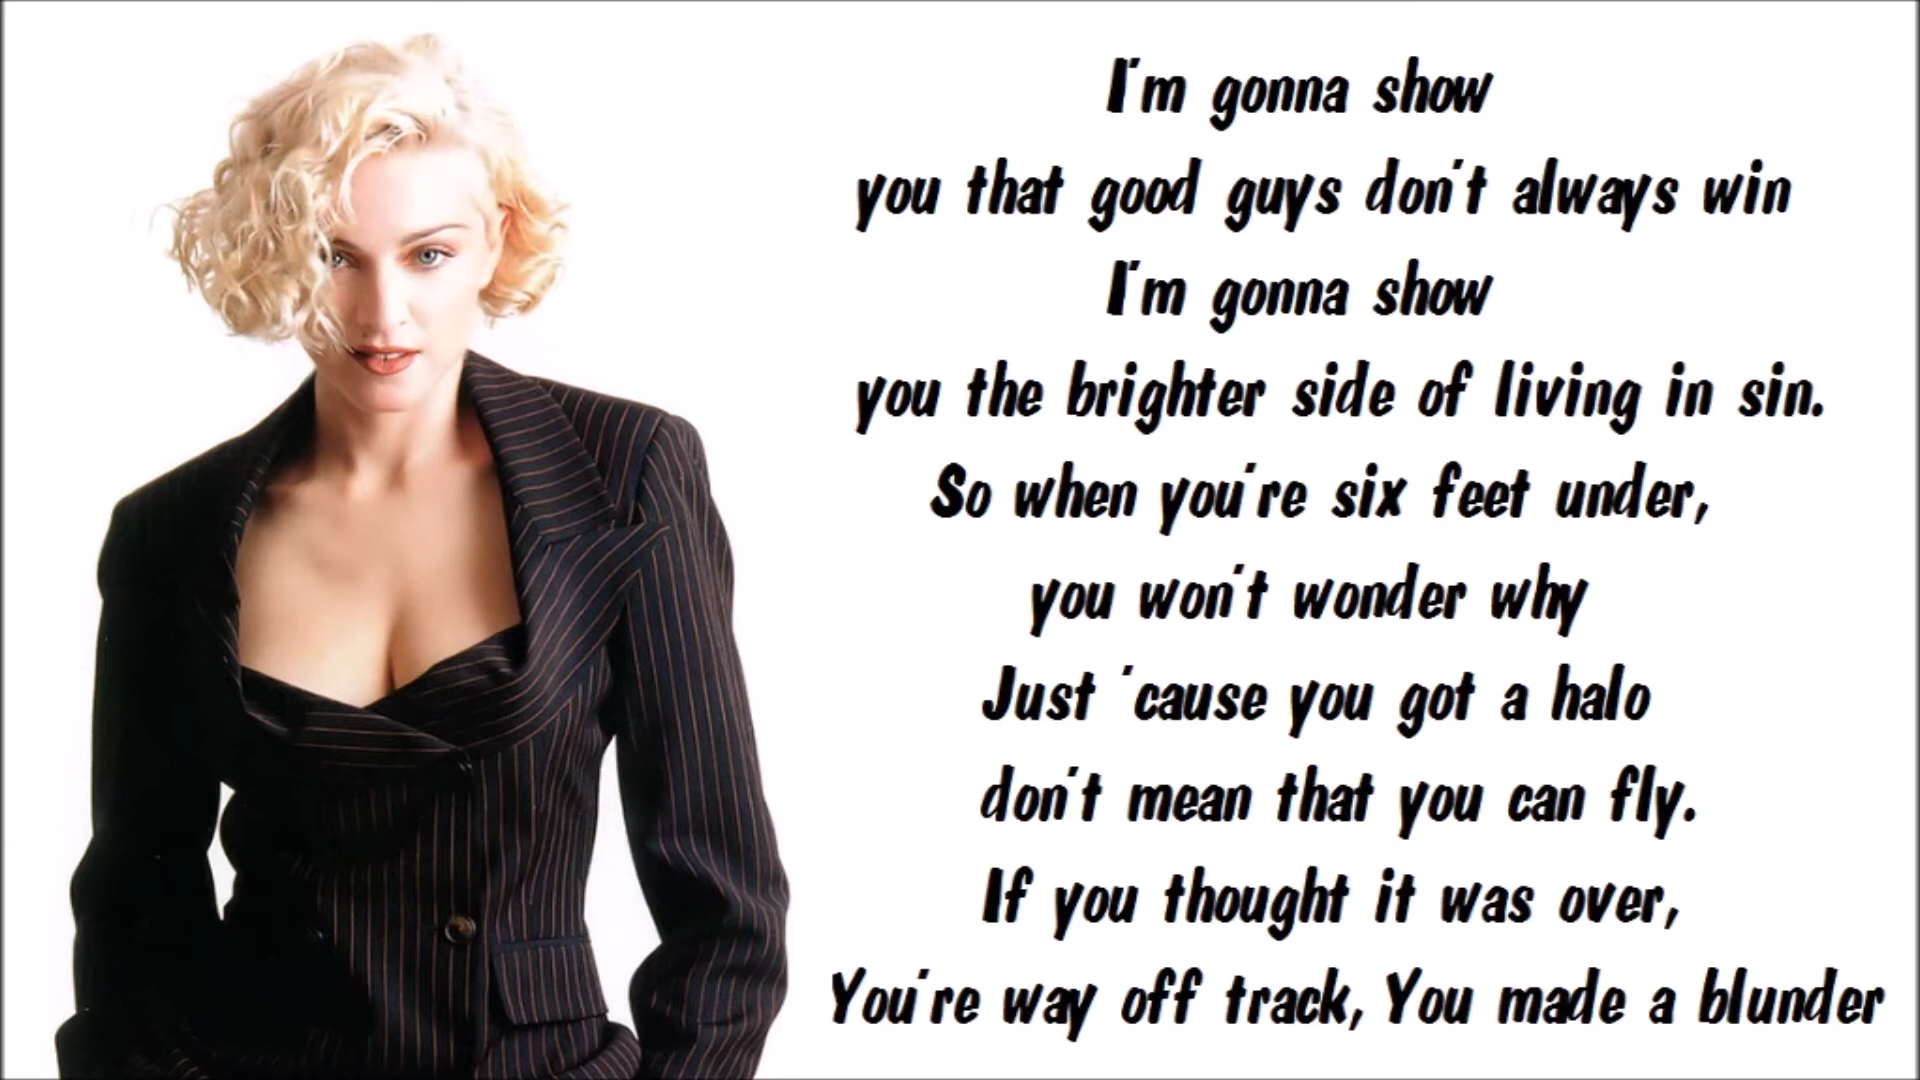 I'm gonna show
you that good guys don't always win
I'm gonna show
you the brighter side of living in sin.
So when you're six feet under,
you won't wonder why
Just 'cause you got a halo
don't mean that you can fly.
If you thought it was over,
You're way off track, You made a blunder